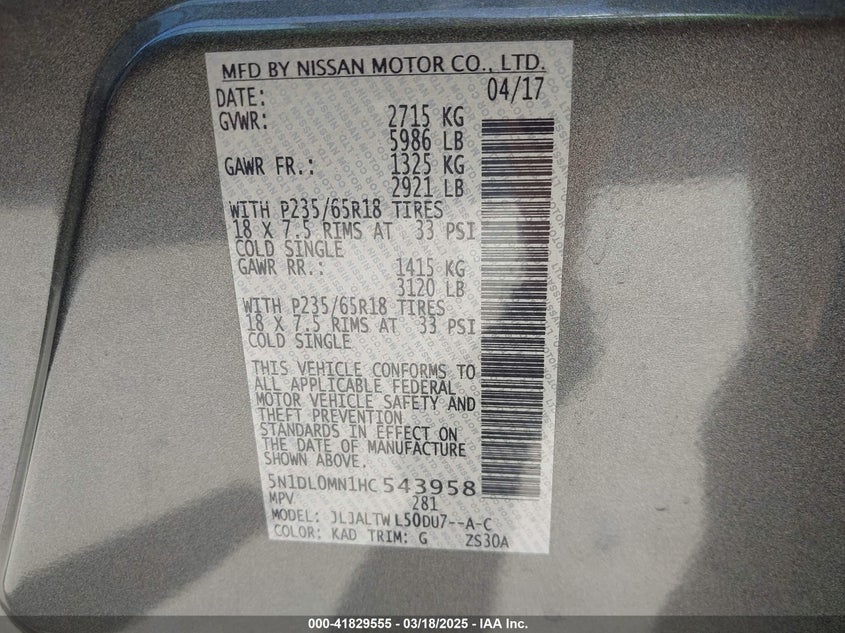 MFD BY NISSAN MOTOR CO., LTD.
DATE: 04/17
GVWR: 2715 KG
5986 LB
GAWR FR.: 1325 KG
2921 LB
WITH P235/65R18 TIRES
18 X 7.5 RIMS AT 33 PSI
COLD SINGLE
GAWR RR.: 1415 KG
3120 LB
WITH P235/65R18 TIRES
18 X 7.5 RIMS AT 33 PSI
COLD SINGLE
THIS VEHICLE CONFORMS TO
ALL APPLICABLE FEDERAL
MOTOR VEHICLE SAFETY AND
THEFT PREVENTION
STANDARDS IN EFFECT ON
THE DATE OF MANUFACTURE
SHOWN ABOVE.
5N1DL0MN1HC543958
MPV 281
MODEL: JLJALTWL50DU7--A-C
COLOR: KAD TRIM: G ZS30A
000-41829555 - 03/18/2025 - IAA Inc.